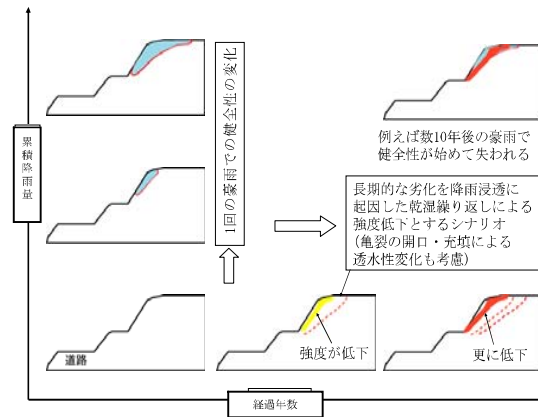 累積降雨量
1回の豪雨での健全性の変化
例えば数10年後の豪雨で
健全性が始めて失われる
長期的な劣化を降雨浸透に
起因した乾湿繰り返しによる
強度低下とするシナリオ
(亀裂の開口・充填による
透水性変化も考慮)
道路
強度が低下
更に低下
経過年数